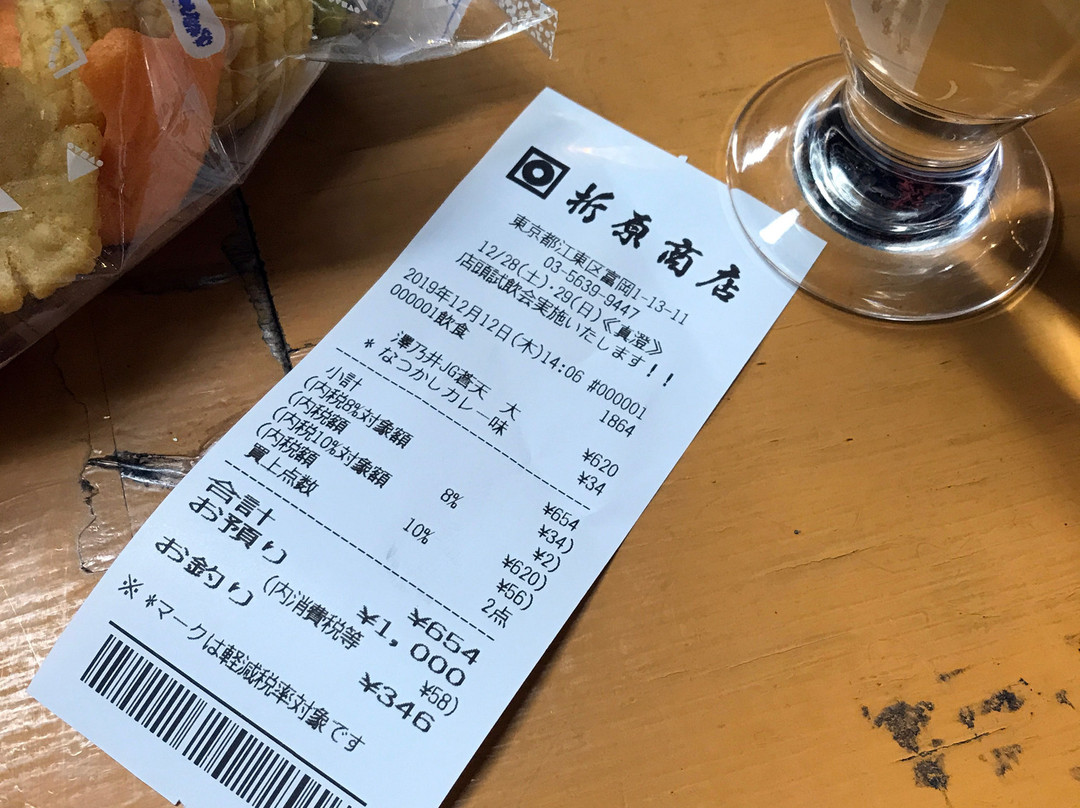 折原商店
東京都江東区富岡1-13-11
03-5639-9447
12/28(土)・29(日)《真澄》
店頭試飲会実施いたします！！
2019年12月12日(木)14:06 #000001
000001飲食 1864
澤乃井JG蒼天 大 ¥620
* なつかしカレー味 ¥34
小計 ¥654
(内税8%対象額 ¥34)
(内税額 8% ¥2)
(内税10%対象額 ¥620)
(内税額 10% ¥56)
買上点数 2点
合計 ¥654
お預り ¥1,000
(内消費税等 ¥58)
お釣り ¥346
※ *マークは軽減税率対象です